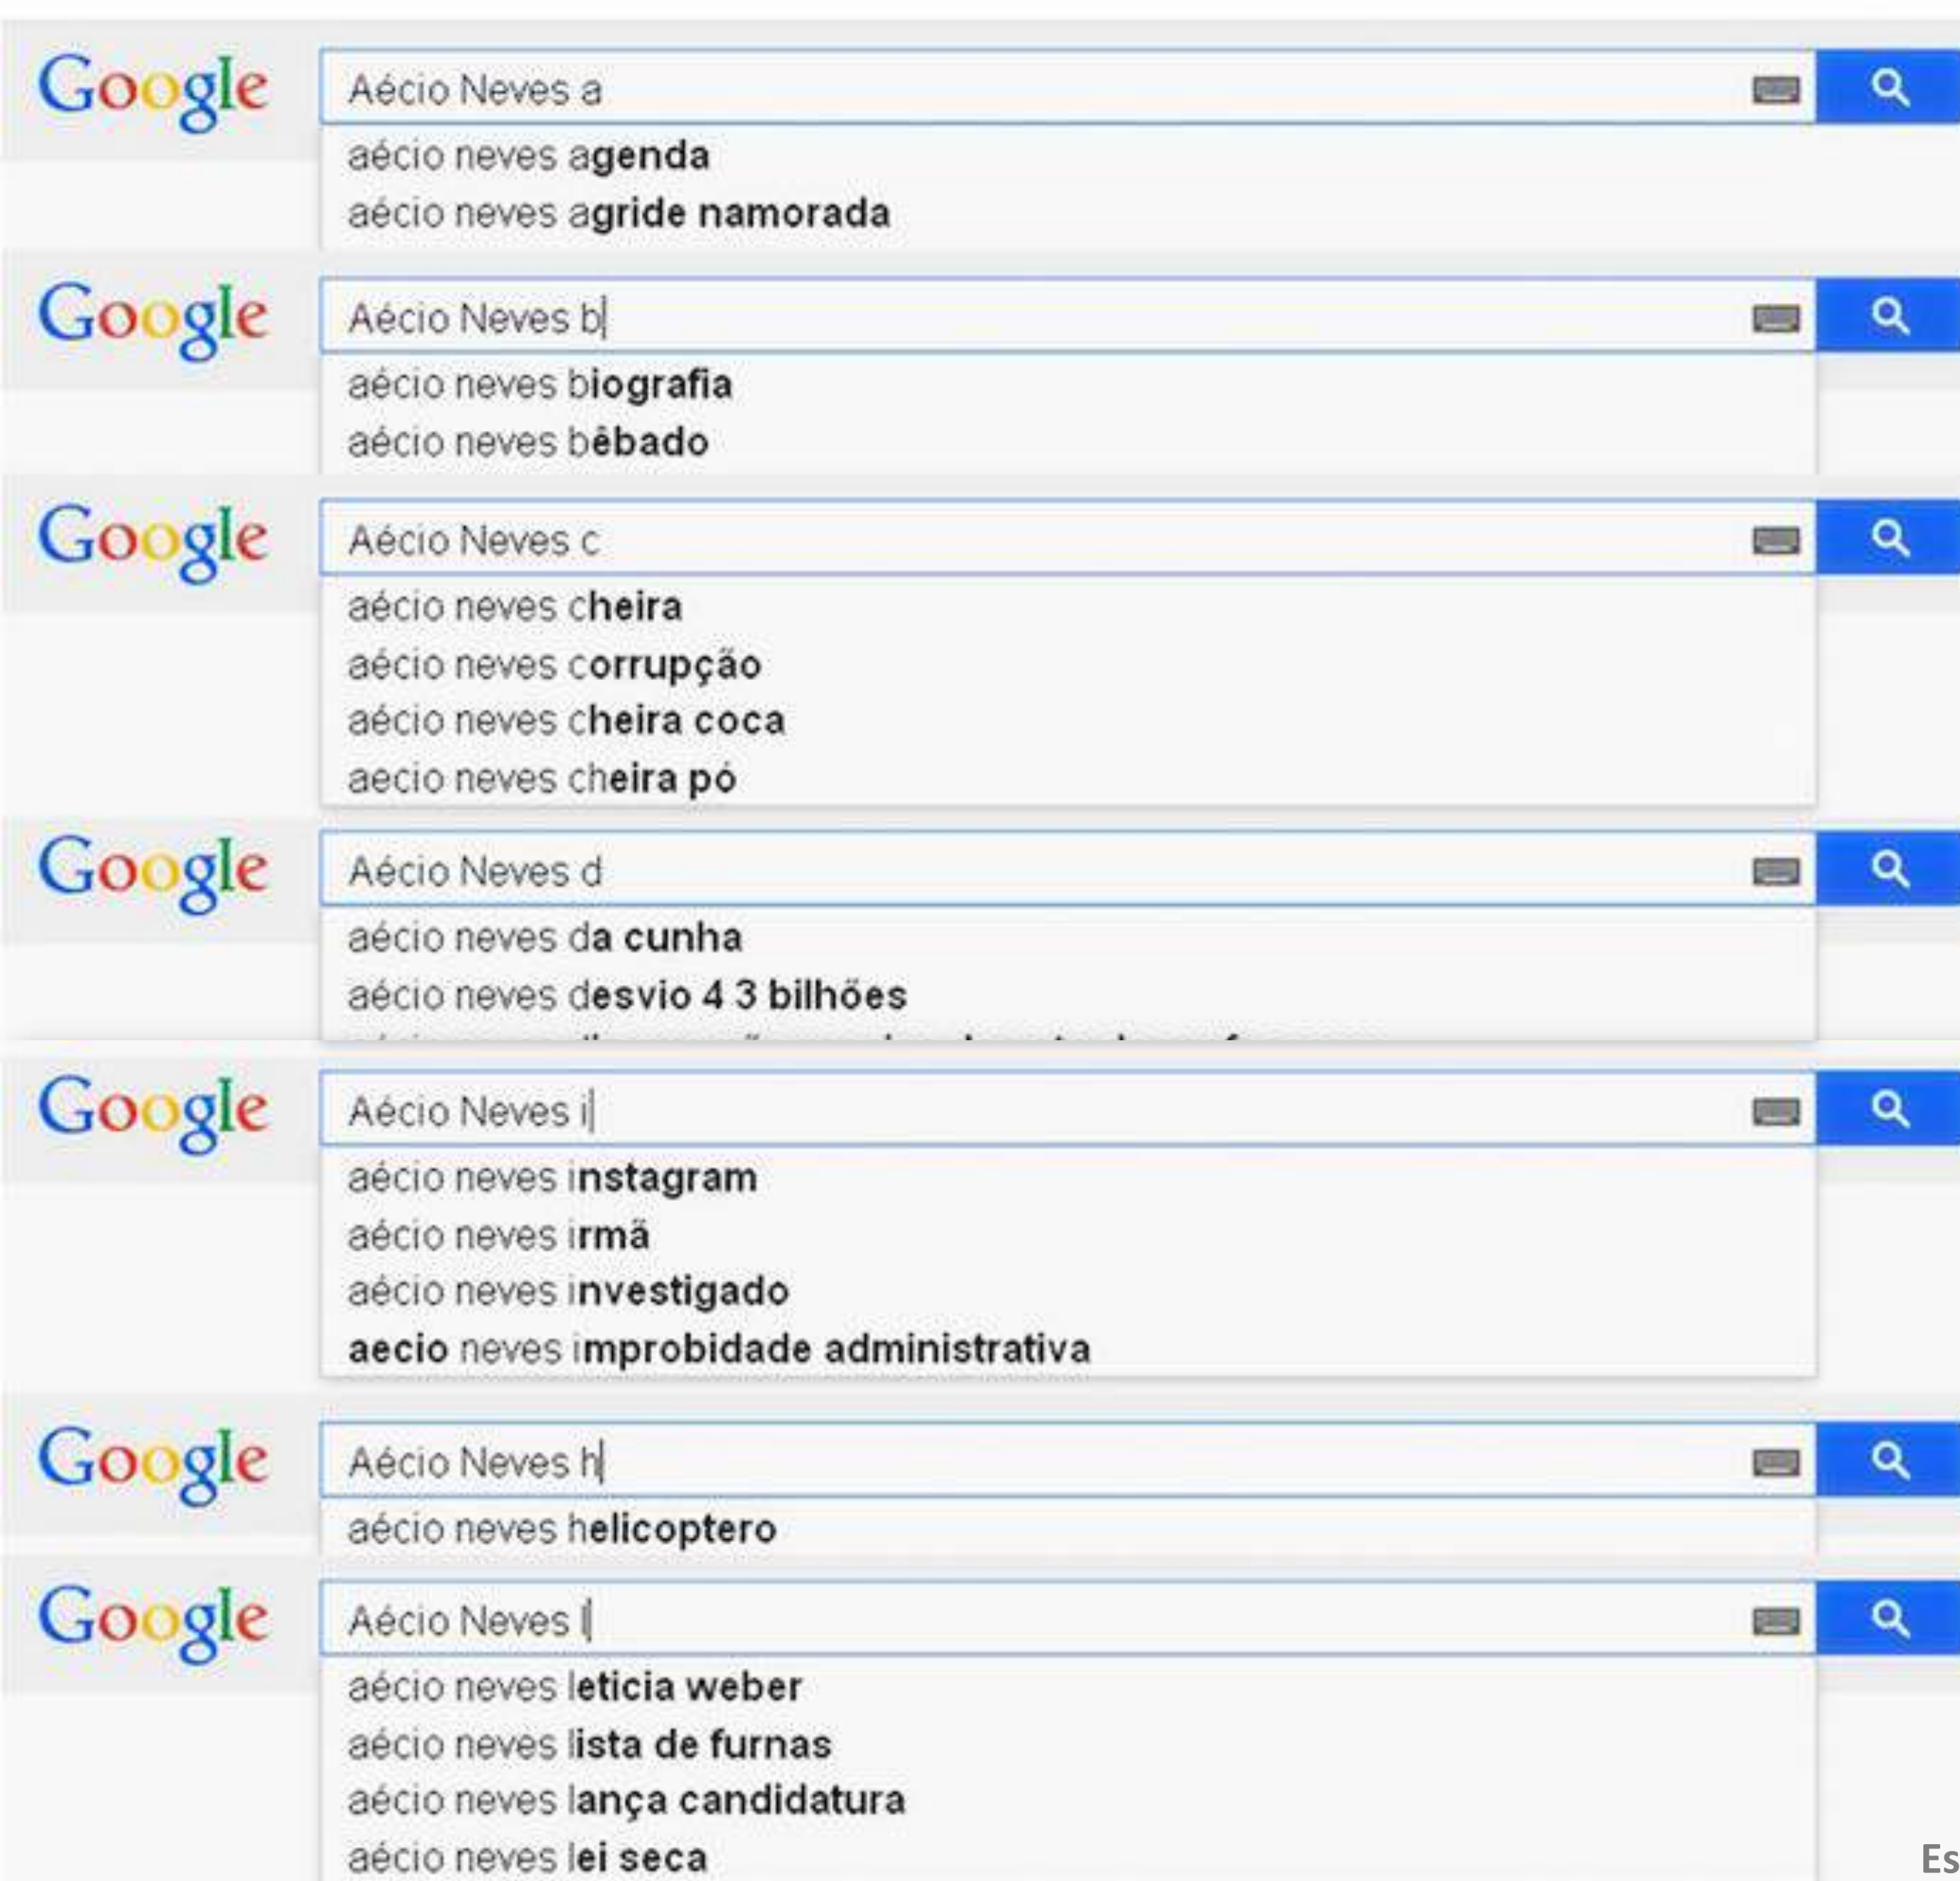 Google
Aécio Neves a
aécio neves agenda
aécio neves agride namorada
Google
Aécio Neves b
aécio neves biografia
aécio neves bêbado
Google
Aécio Neves c
aécio neves cheira
aécio neves corrupção
aécio neves cheira coca
aecio neves cheira pó
Google
Aécio Neves d
aécio neves da cunha
aécio neves desvio 4 3 bilhões
Google
Aécio Neves i
aécio neves instagram
aécio neves irmã
aécio neves investigado
aecio neves improbidade administrativa
Google
Aécio Neves h
aécio neves helicoptero
Google
Aécio Neves l
aécio neves leticia weber
aécio neves lista de furnas
aécio neves lança candidatura
aécio neves lei seca
Es